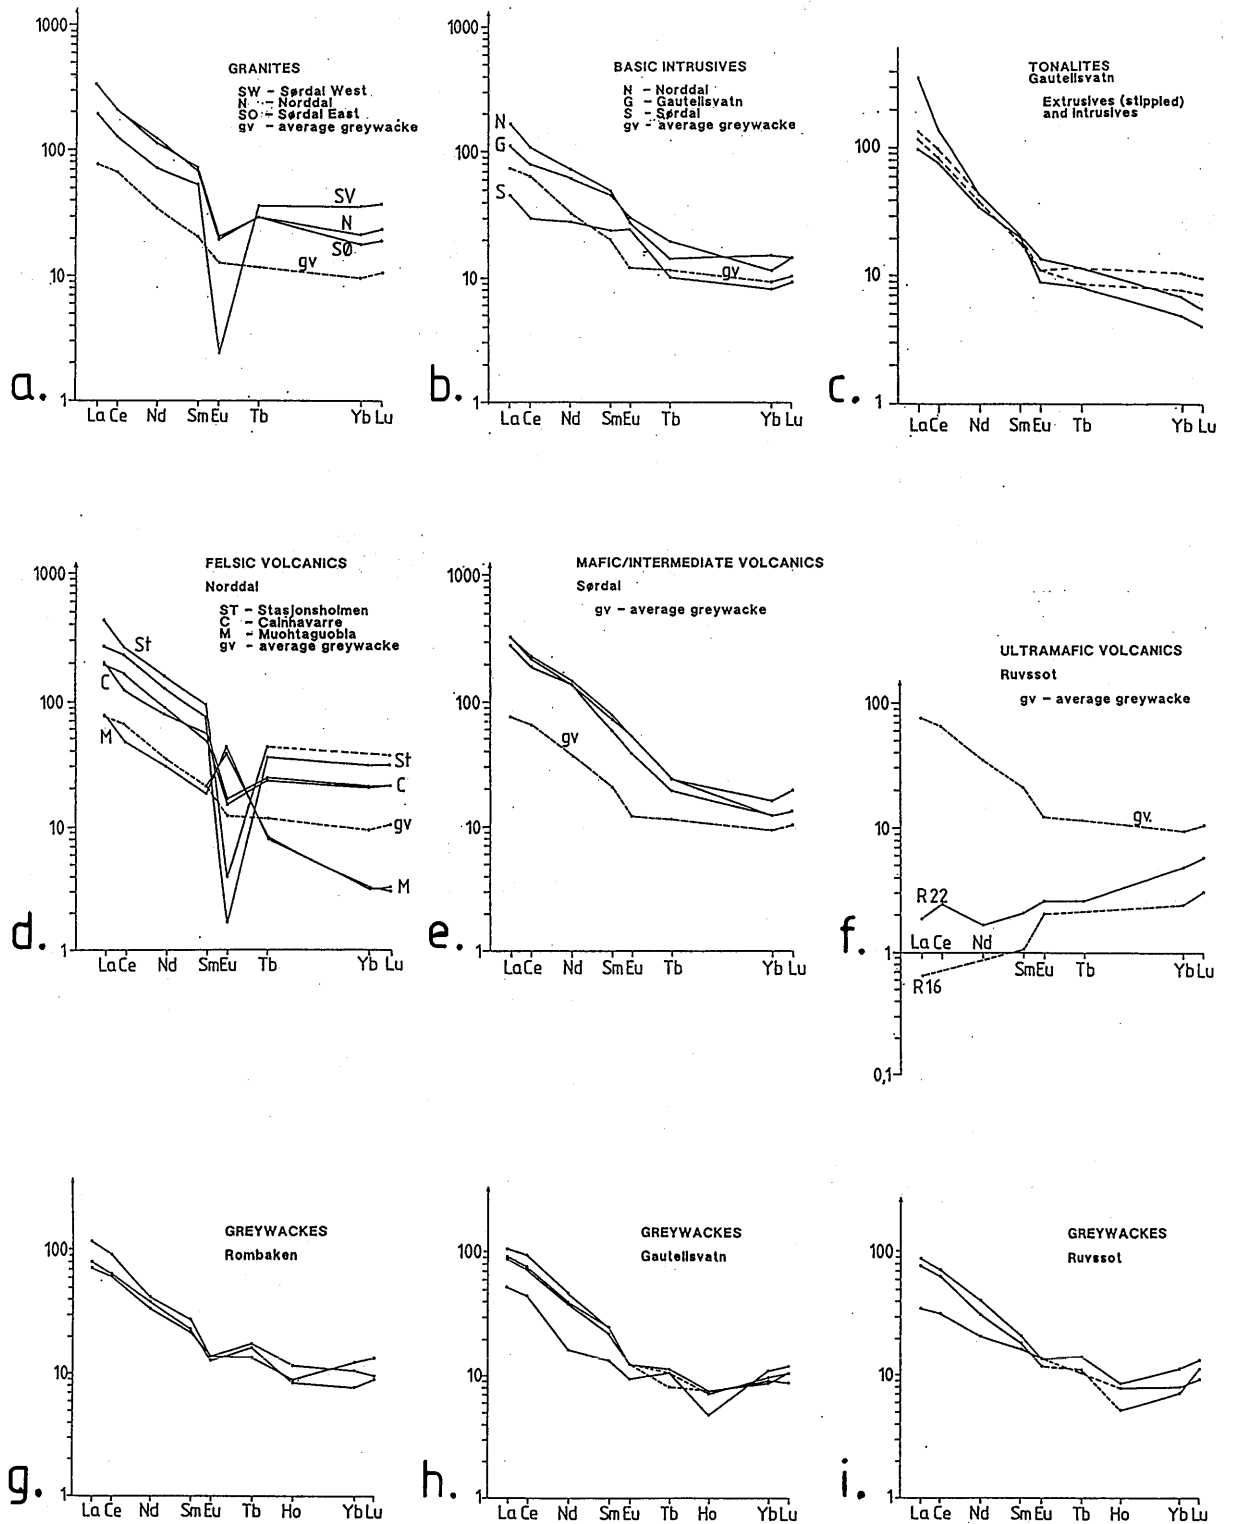 GRANITES
SW - Sørdal West
N - Norddal
SO - Sørdal East
gv - average greywacke
1000
100
10
1
SV
N
SØ
gv
La Ce Nd Sm Eu Tb Yb Lu
a.
BASIC INTRUSIVES
N - Norddal
G - Gautelisvatn
S - Sørdal
gv - average greywacke
1000
100
10
1
N
G
S
gv
La Ce Nd Sm Eu Tb Yb Lu
b.
TONALITES
Gautelisvatn
Extrusives (stippled)
and intrusives
100
10
1
La Ce Nd Sm Eu Tb Yb Lu
c.
FELSIC VOLCANICS
Norddal
ST - Stasjonsholmen
C - Cainhavarre
M - Muohtaguobla
gv - average greywacke
1000
100
10
1
St
C
M
St
C
gv
M
La Ce Nd Sm Eu Tb Yb Lu
d.
MAFIC/INTERMEDIATE VOLCANICS
Sørdal
gv - average greywacke
1000
100
10
1
gv
La Ce Nd Sm Eu Tb Yb Lu
e.
ULTRAMAFIC VOLCANICS
Ruvssot
gv - average greywacke
100
10
1
0,1
gv.
R22
La Ce Nd Sm Eu Tb Yb Lu
R16
f.
GREYWACKES
Rombaken
100
10
1
La Ce Nd Sm Eu Tb Ho Yb Lu
g.
GREYWACKES
Gautelisvatn
100
10
1
La Ce Nd Sm Eu Tb Ho Yb Lu
h.
GREYWACKES
Ruvssot
100
10
1
La Ce Nd Sm Eu Tb Ho Yb Lu
i.